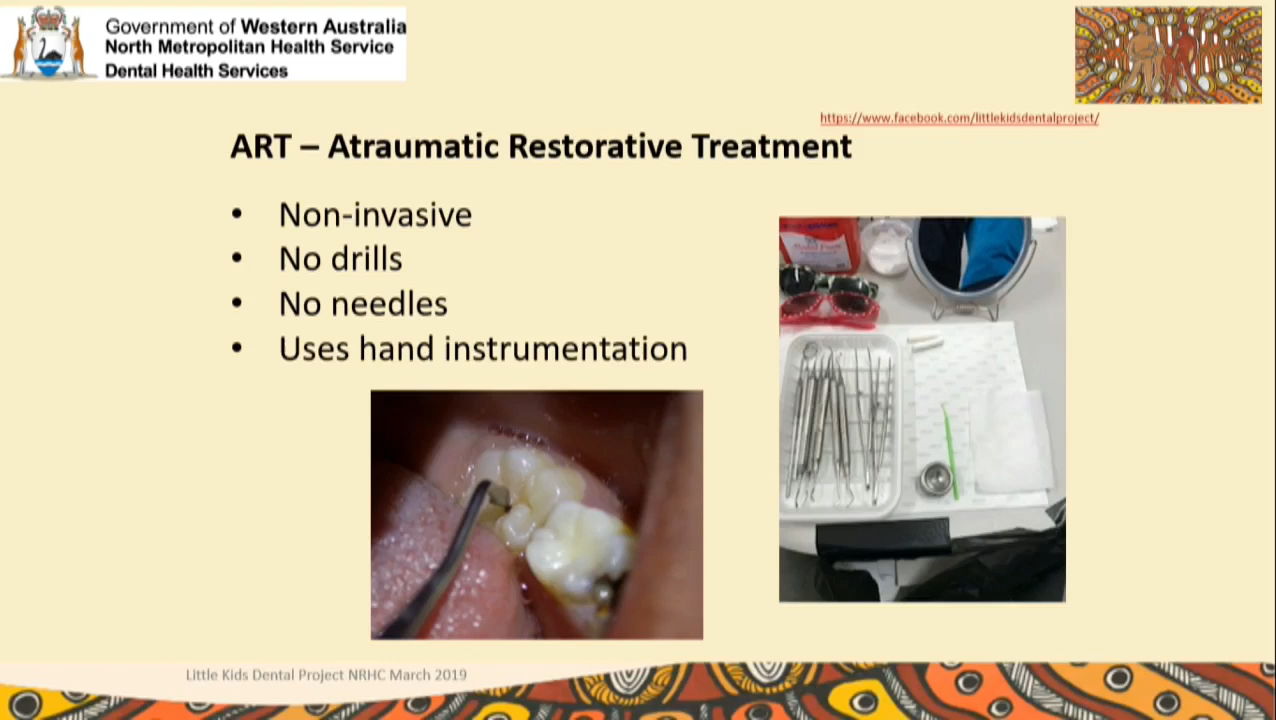 Government of Western Australia
North Metropolitan Health Service
Dental Health Services
https://www.facebook.com/littlekidsdentalproject/
ART – Atraumatic Restorative Treatment
• Non-invasive
• No drills
• No needles
• Uses hand instrumentation
Little Kids Dental Project NRHC March 2019